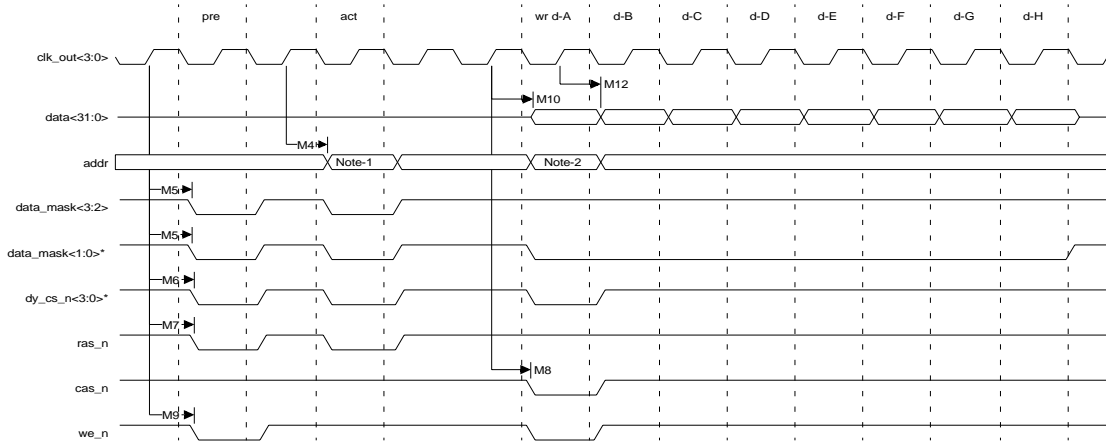 pre act wr d-A d-B d-C d-D d-E d-F d-G d-H
clk_out<3:0>
M12
M10
data<31:0>
M4
addr Note-1 Note-2
M5
data_mask<3:2>
M5
data_mask<1:0>*
M6
dy_cs_n<3:0>*
M7
ras_n
M8
cas_n
M9
we_n